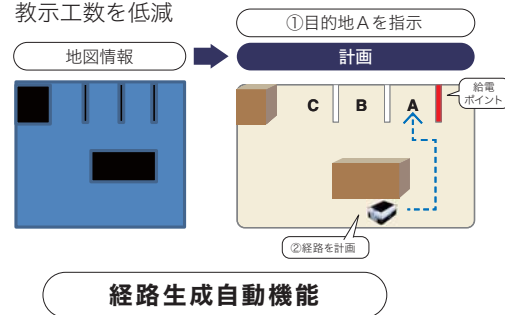 教示工数を低減
①目的地Aを指示
地図情報
計画
給電
ポイント
C B A
②経路を計画
経路生成自動機能